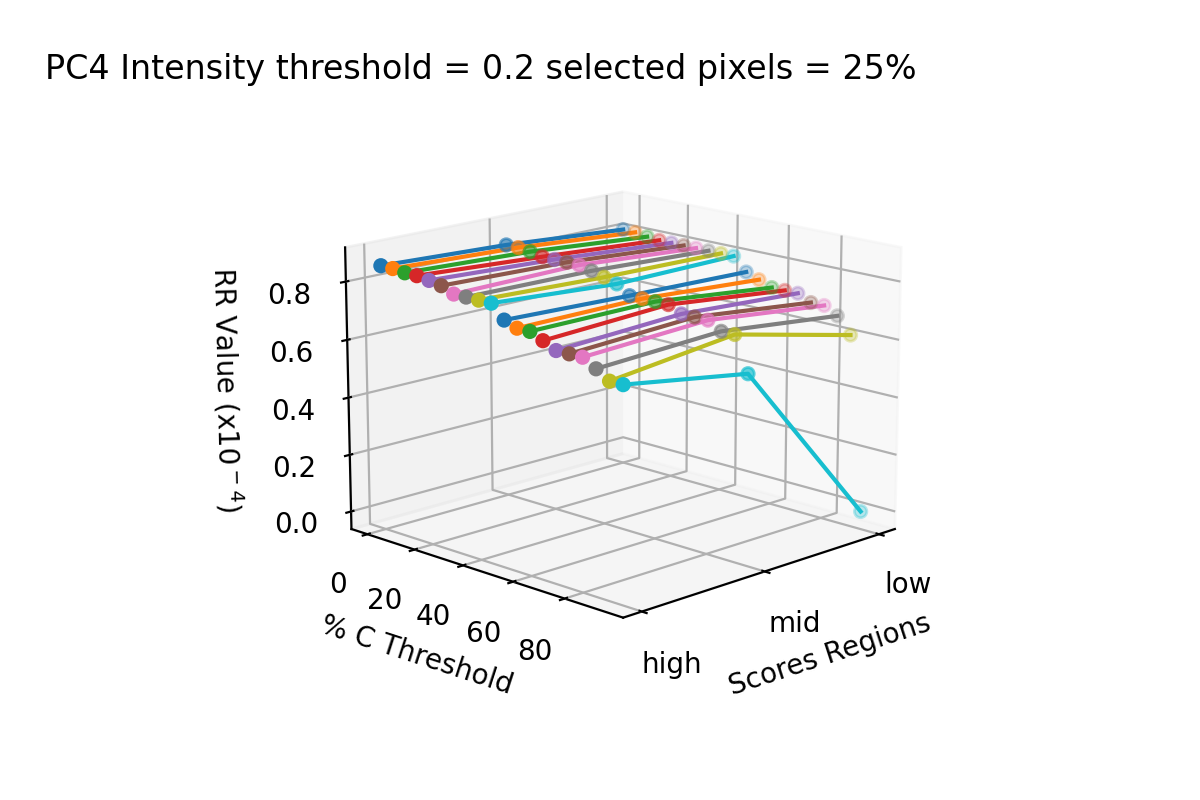 PC4 Intensity threshold = 0.2 selected pixels = 25%
RR Value (x10⁻⁴)
0.8
0.6
0.4
0.2
0.0
0
20
40
60
80
% C Threshold
high
mid
low
Scores Regions